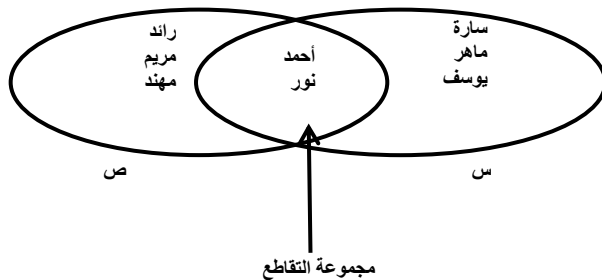 سارة
ماهر
يوسف
أحمد
نور
رائد
مريم
مهند
س
ص
مجموعة التقاطع